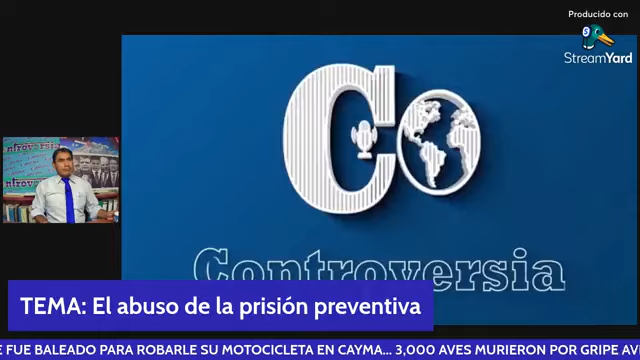 Producido con
StreamYard
Co
Controversia
TEMA: El abuso de la prisión preventiva
FUE BALEADO PARA ROBARLE SU MOTOCICLETA EN CAYMA... 3,000 AVES MURIERON POR GRIPE